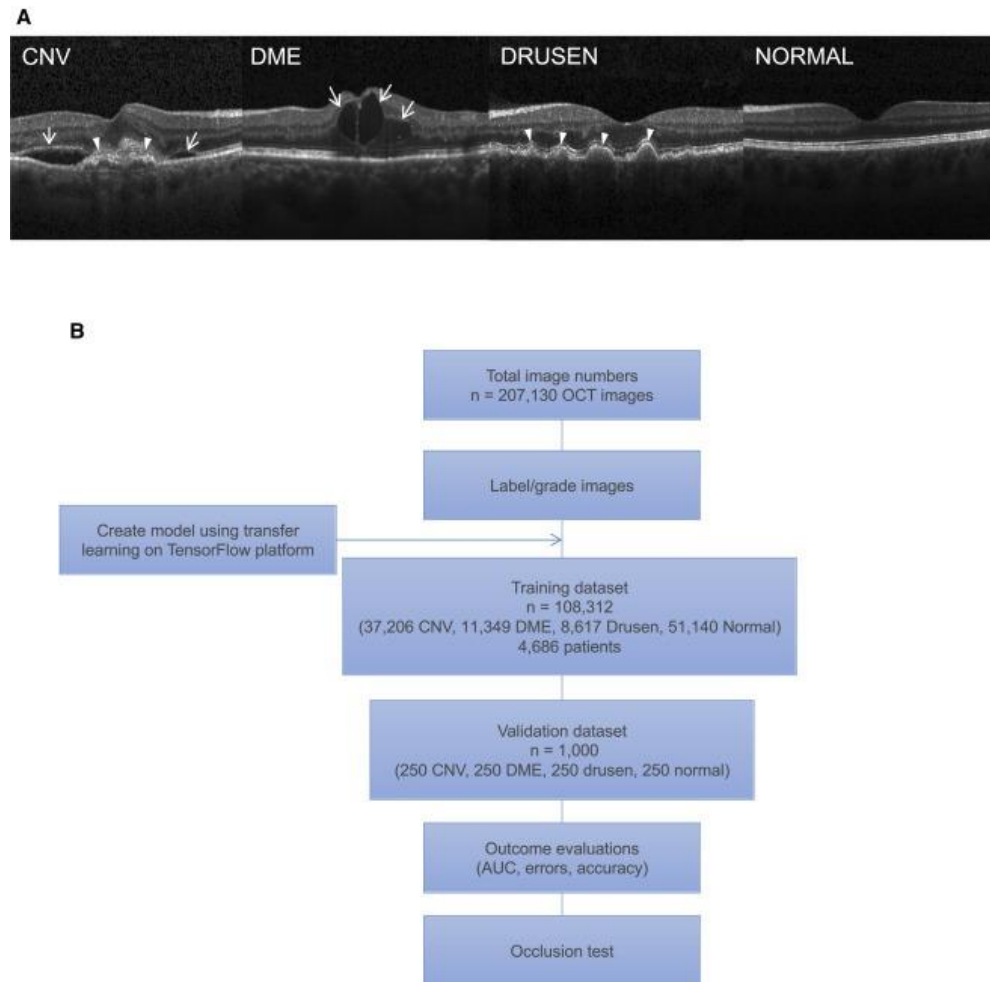 A
CNV
DME
DRUSEN
NORMAL
B
Total image numbers
n = 207,130 OCT images
Label/grade images
Create model using transfer
learning on TensorFlow platform
Training dataset
n = 108,312
(37,206 CNV, 11,349 DME, 8,617 Drusen, 51,140 Normal)
4,686 patients
Validation dataset
n = 1,000
(250 CNV, 250 DME, 250 drusen, 250 normal)
Outcome evaluations
(AUC, errors, accuracy)
Occlusion test